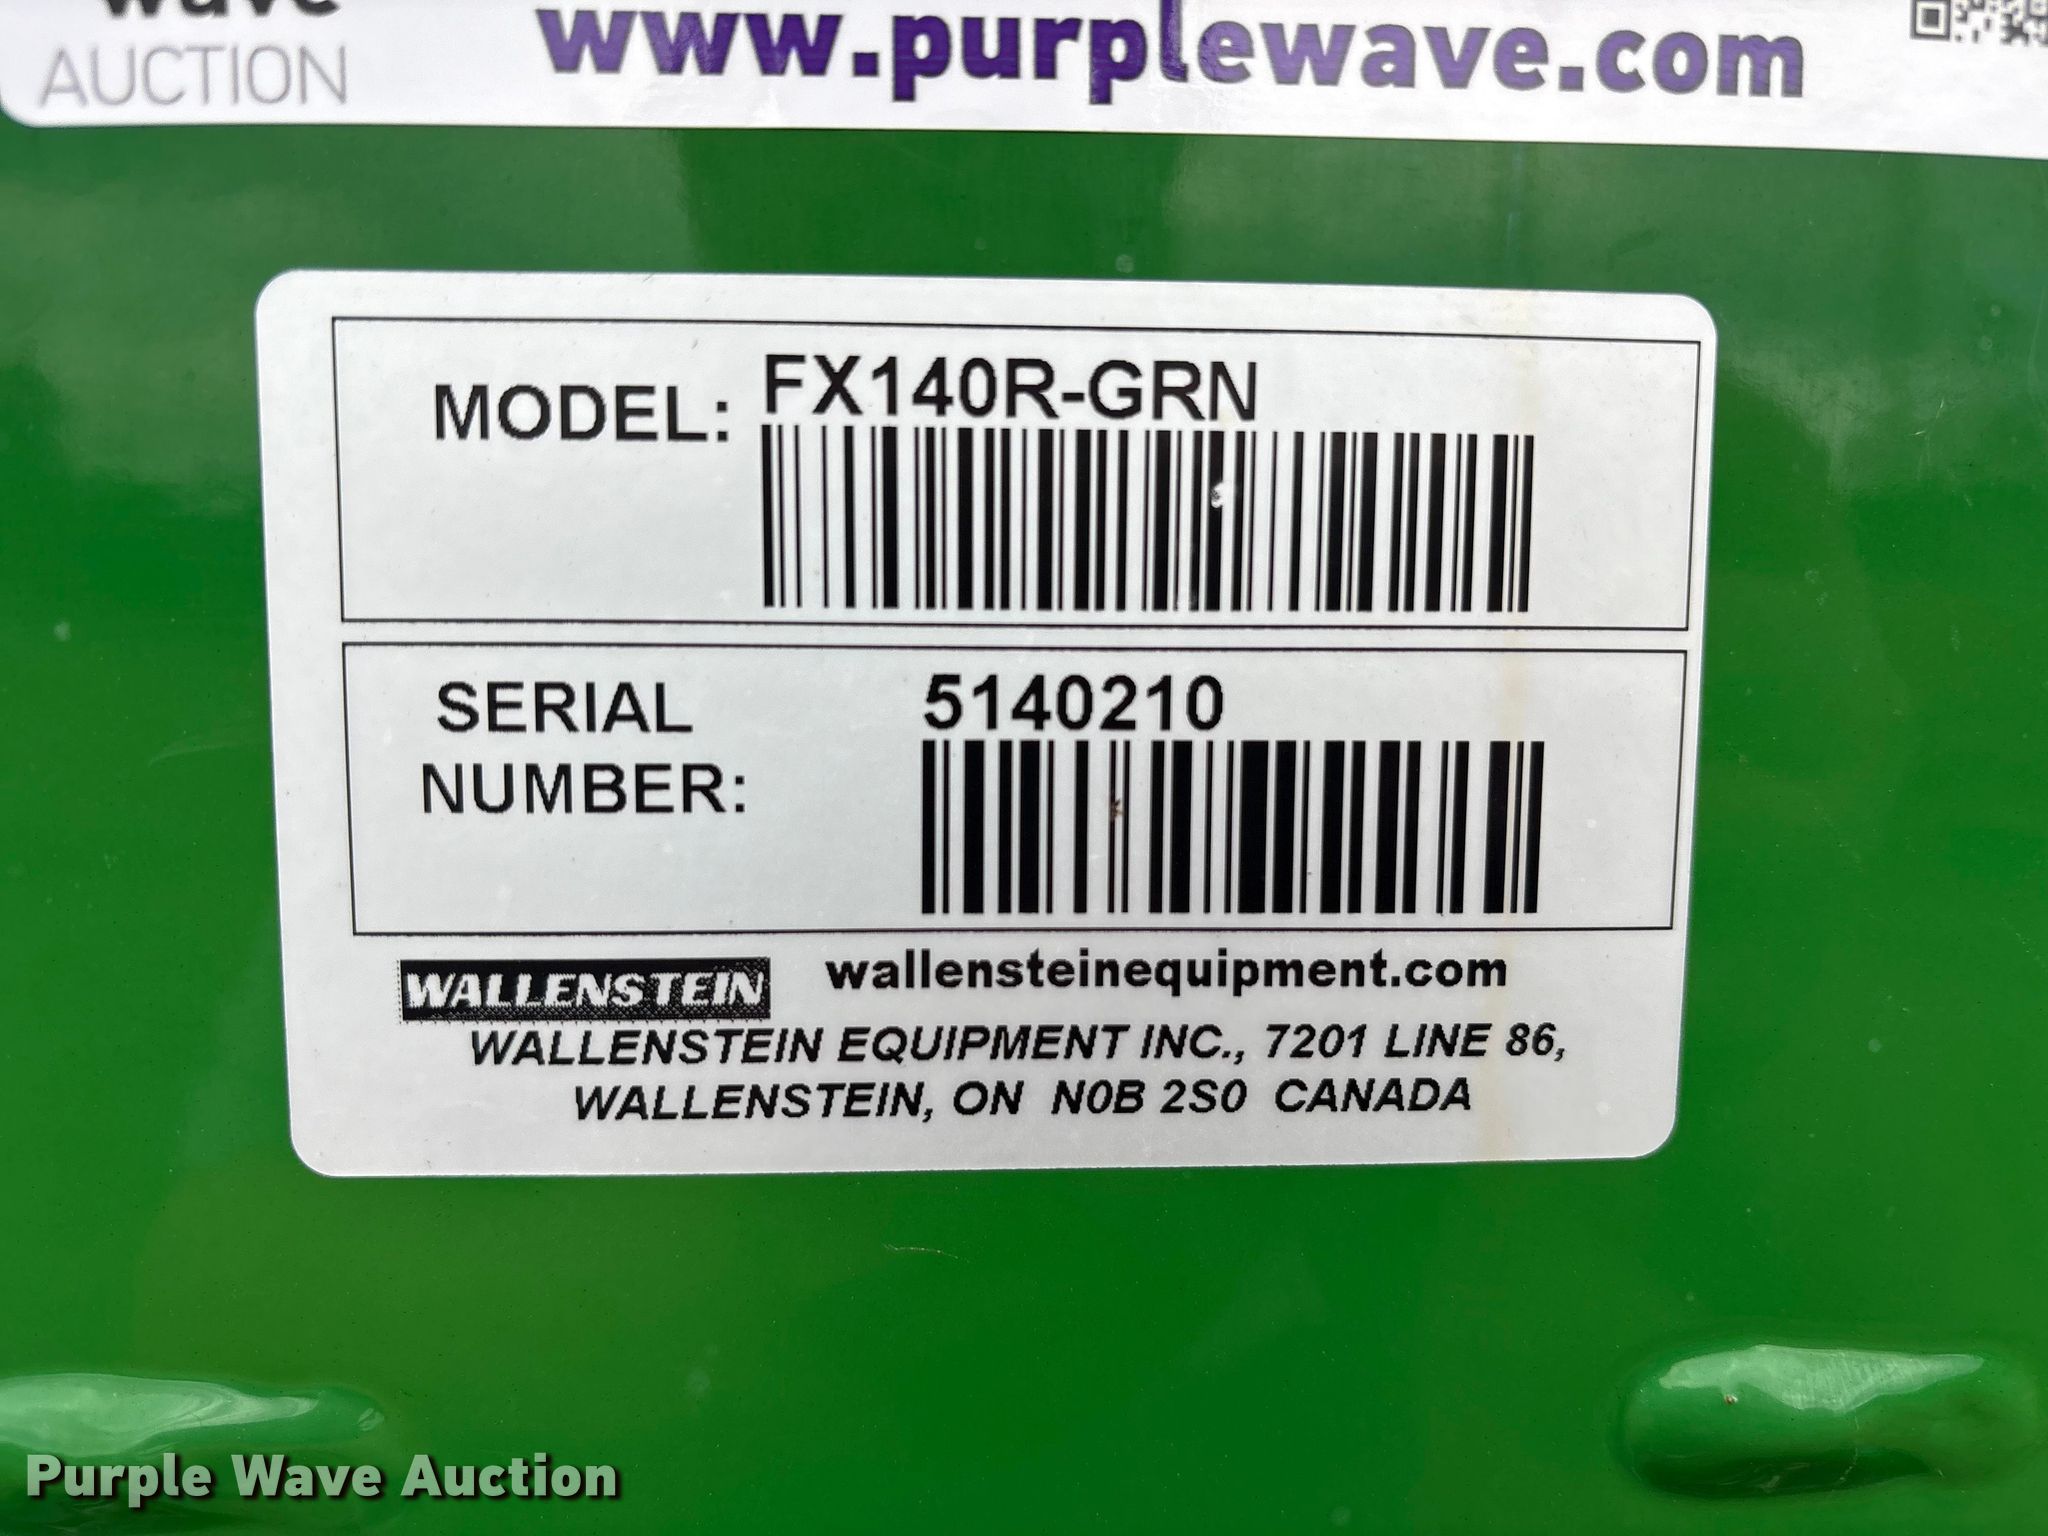 wave
AUCTION
www.purplewave.com
MODEL: FX140R-GRN
SERIAL NUMBER: 5140210
WALLENSTEIN wallensteinequipment.com
WALLENSTEIN EQUIPMENT INC., 7201 LINE 86,
WALLENSTEIN, ON N0B 2S0 CANADA
Purple Wave Auction